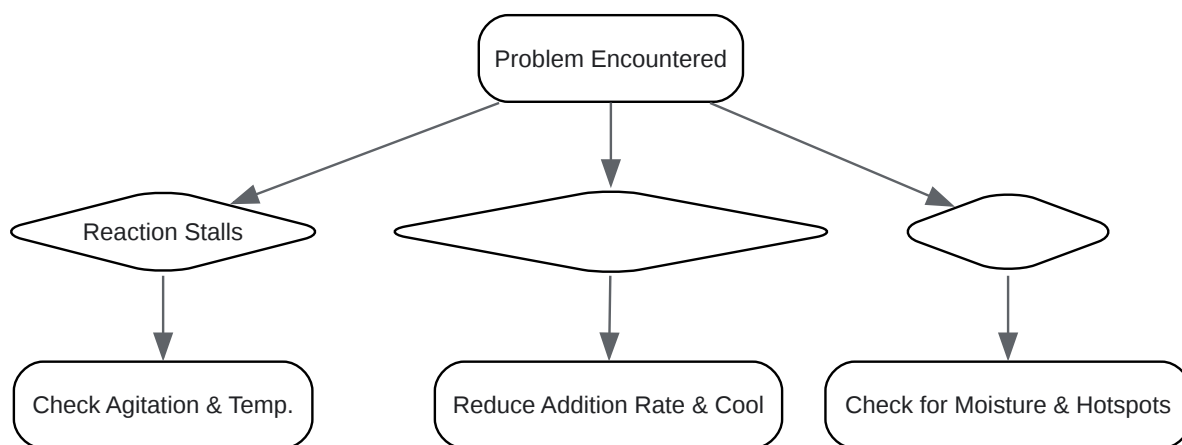 Problem Encountered
Reaction Stalls
Check Agitation & Temp.
Reduce Addition Rate & Cool
Check for Moisture & Hotspots